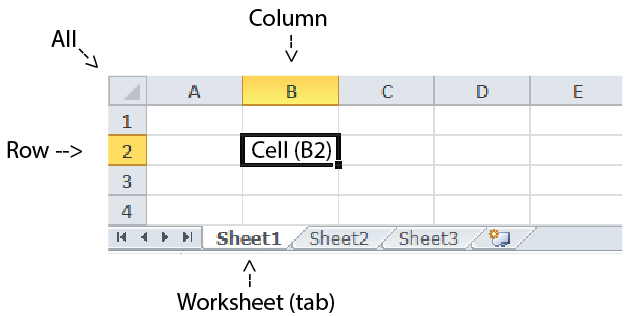 Column
All
A B C D E
1
Row --> 2 Cell (B2)
3
4
Sheet1 Sheet2 Sheet3
Worksheet (tab)